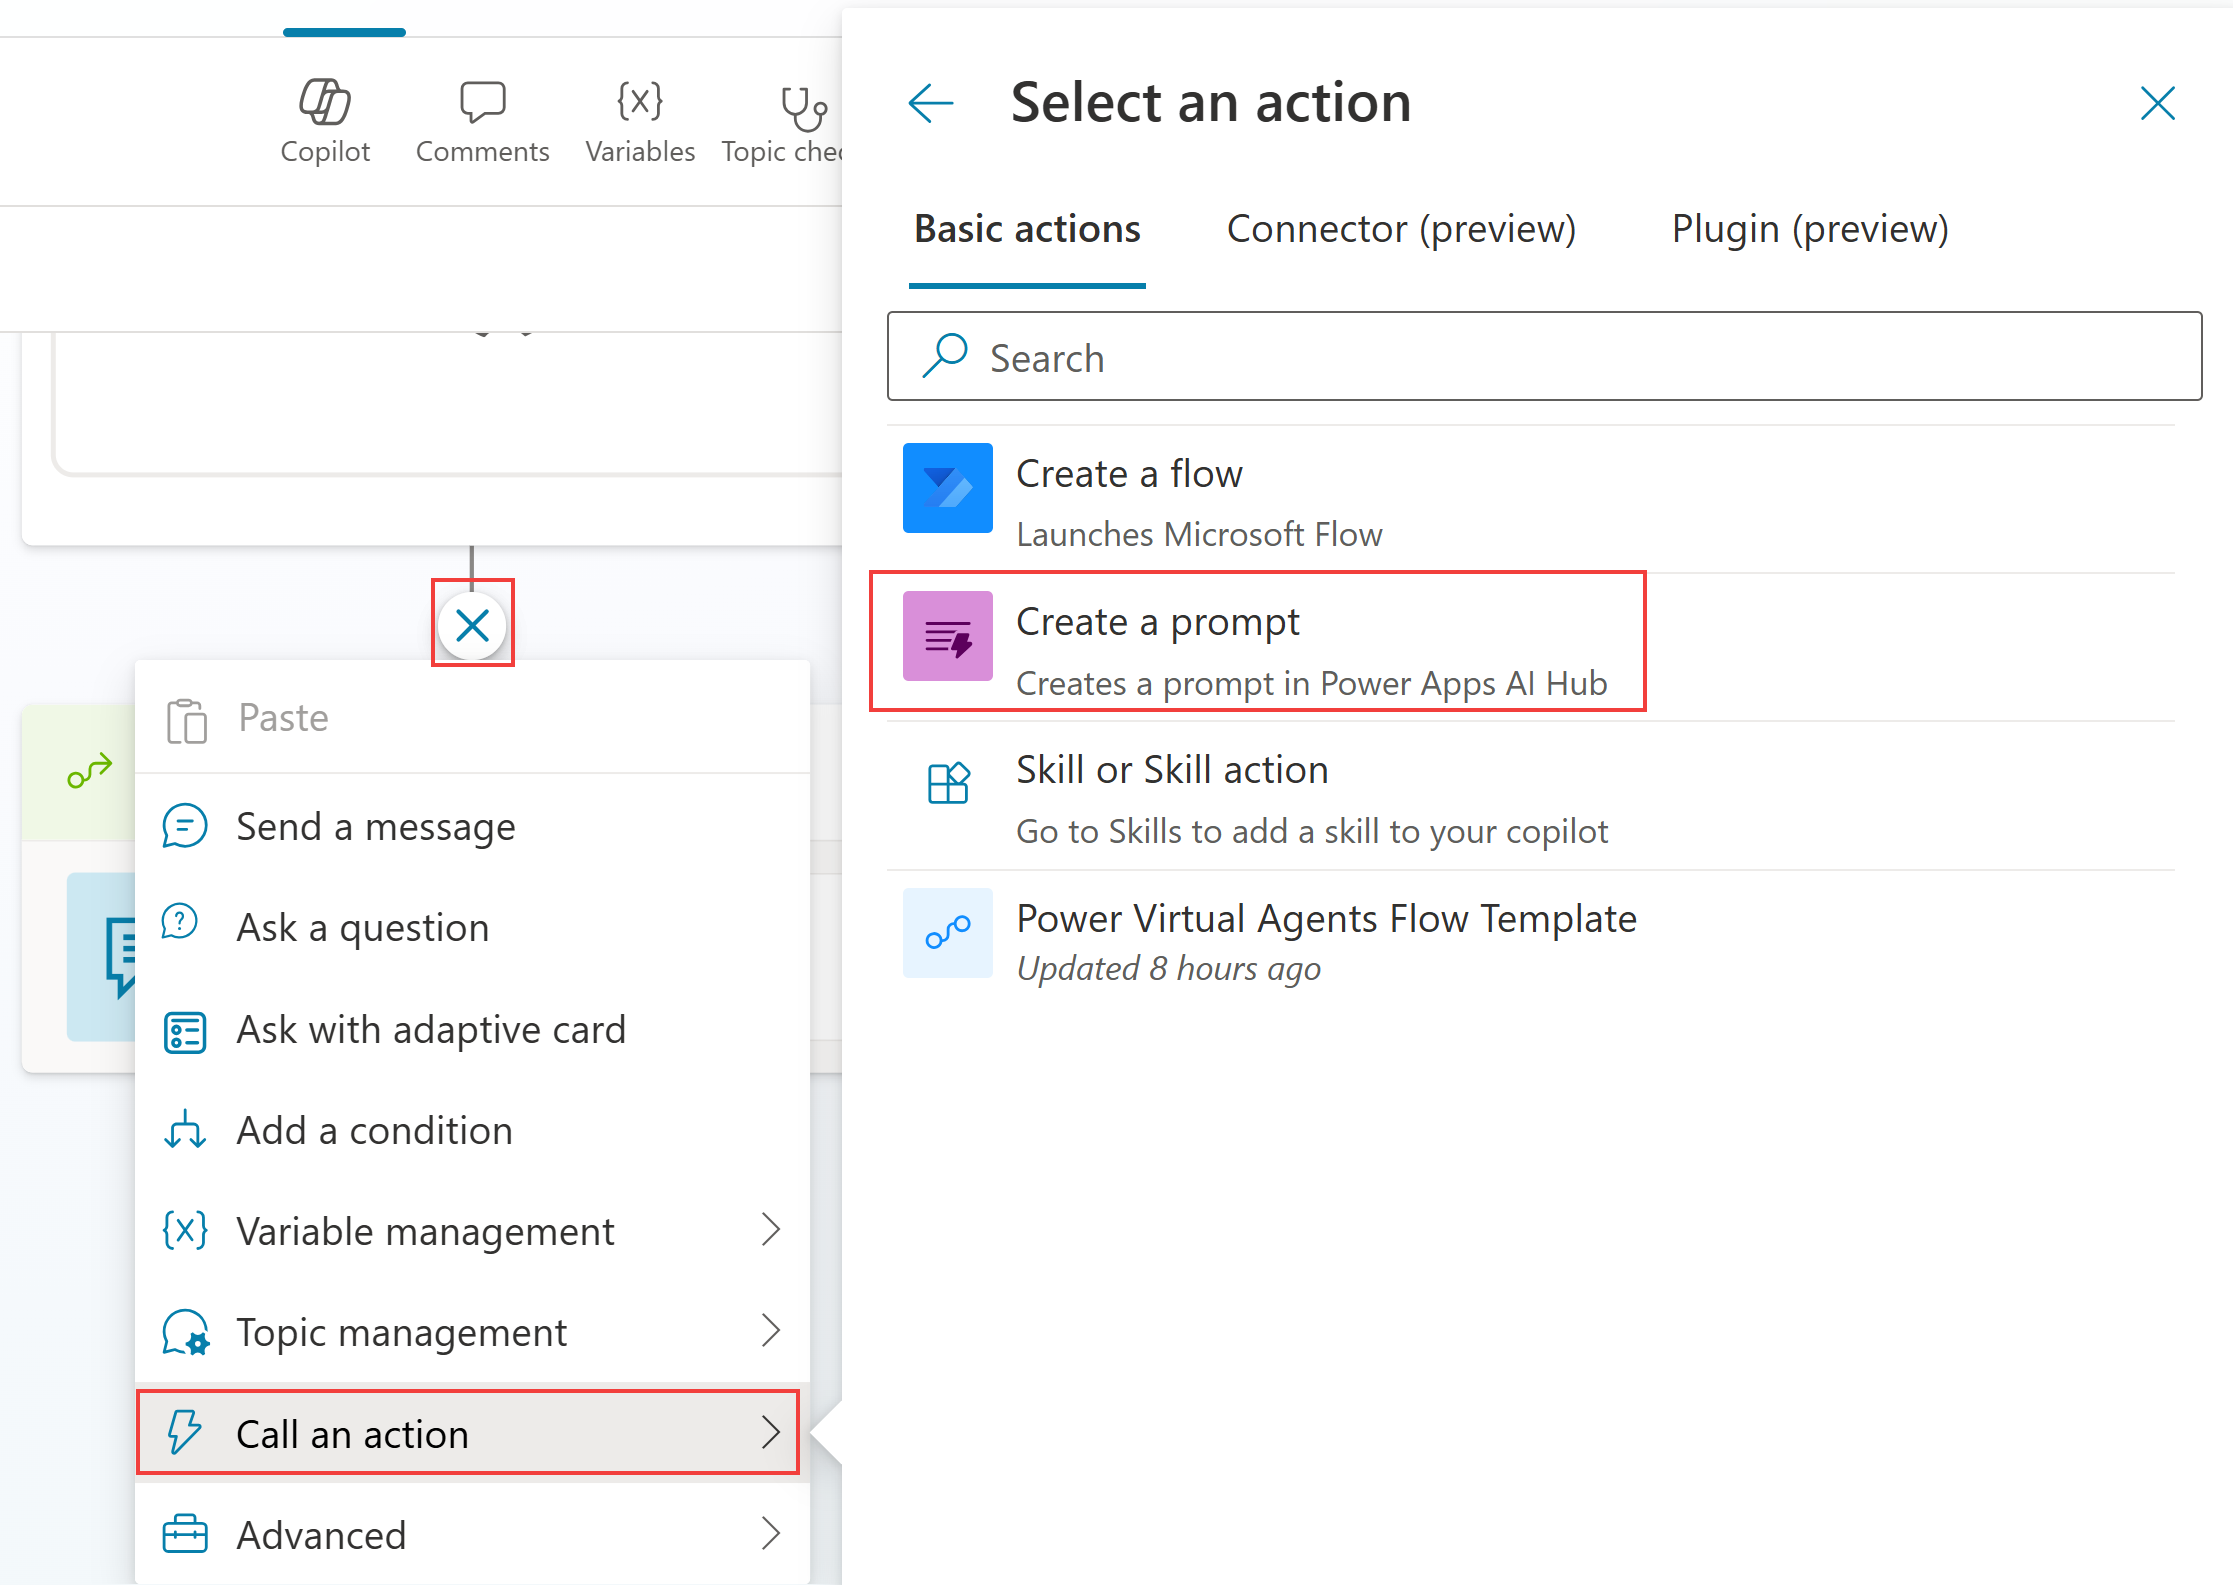 Copilot
Comments
Variables
Topic
Paste
Send a message
Ask a question
Ask with adaptive card
Add a condition
Variable management
Topic management
Call an action
Advanced
Select an action
Basic actions
Connector (preview)
Plugin (preview)
Search
Create a flow
Launches Microsoft Flow
Create a prompt
Creates a prompt in Power Apps AI Hub
Skill or Skill action
Go to Skills to add a skill to your copilot
Power Virtual Agents Flow Template
Updated 8 hours ago